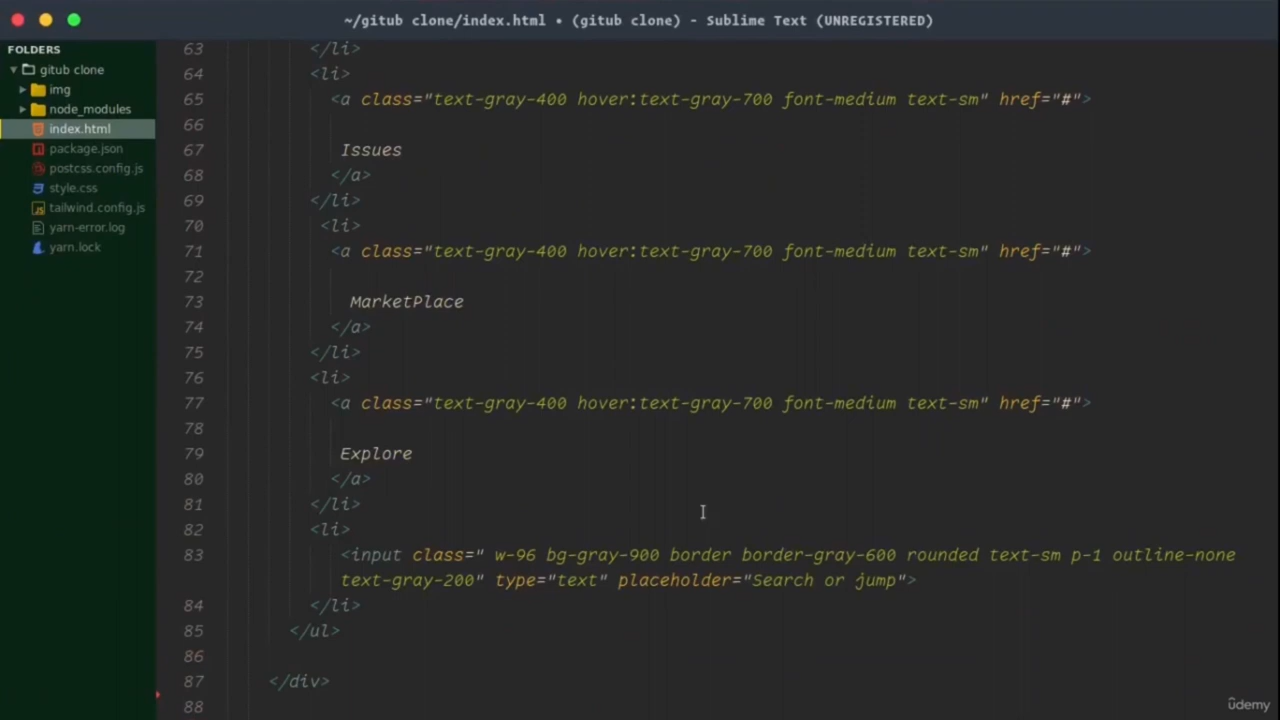 ~/gitub clone/index.html • (gitub clone) - Sublime Text (UNREGISTERED)
FOLDERS
gitub clone
img
node_modules
index.html
package.json
postcss.config.js
style.css
tailwind.config.js
yarn-error.log
yarn.lock
63 </li>
64 <li>
65 <a class="text-gray-400 hover:text-gray-700 font-medium text-sm" href="#">
66
67 Issues
68 </a>
69 </li>
70 <li>
71 <a class="text-gray-400 hover:text-gray-700 font-medium text-sm" href="#">
72
73 MarketPlace
74 </a>
75 </li>
76 <li>
77 <a class="text-gray-400 hover:text-gray-700 font-medium text-sm" href="#">
78
79 Explore
80 </a>
81 </li>
82 <li>
83 <input class=" w-96 bg-gray-900 border border-gray-600 rounded text-sm p-1 outline-none
text-gray-200" type="text" placeholder="Search or jump">
84 </li>
85 </ul>
86
87 </div>
88
ûdemy